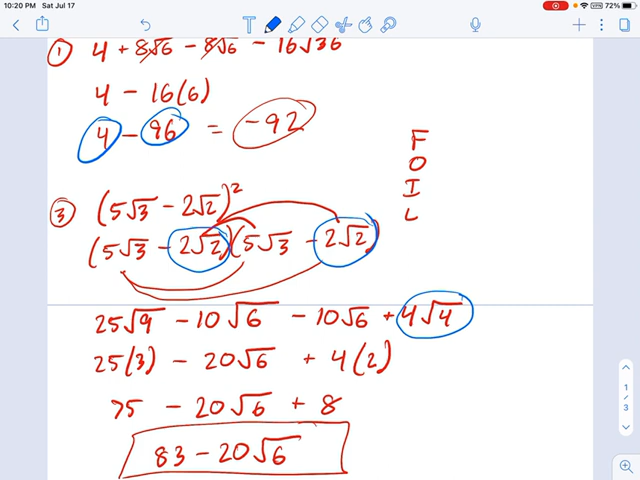 10:20 PM Sat Jul 17
72%
T
① 4 + 8√6 − 8√6 − 16√36
4 − 16(6)
4 − 96 = −92
F
O
I
L
③ (5√3 − 2√2)²
(5√3 − 2√2)(5√3 − 2√2)
25√9 − 10√6 − 10√6 + 4√4
25(3) − 20√6 + 4(2)
75 − 20√6 + 8
83 − 20√6
1
/
3